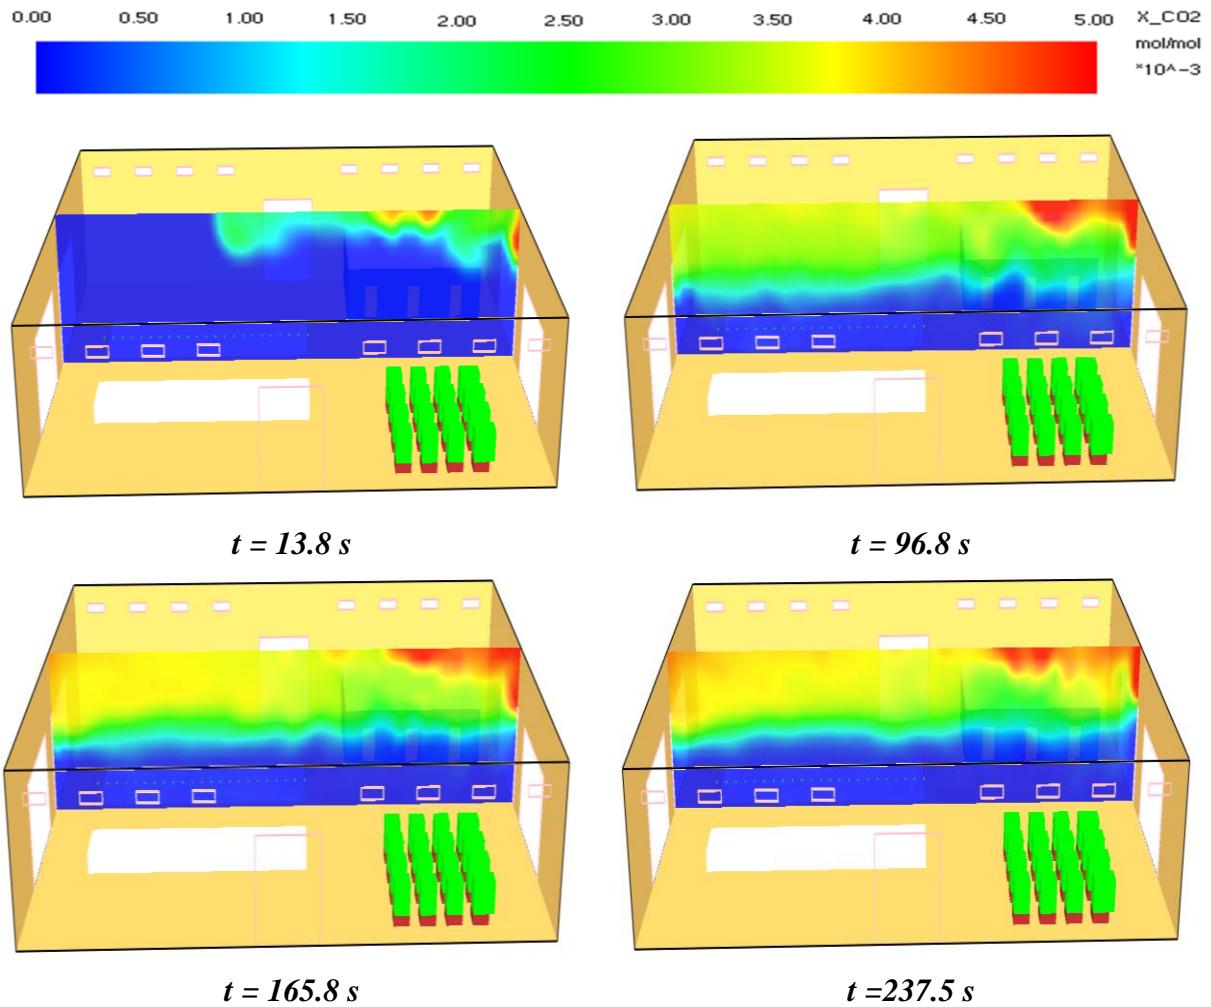 0.00 0.50 1.00 1.50 2.00 2.50 3.00 3.50 4.00 4.50 5.00 X_CO2
mol/mol
*10^-3
t = 13.8 s
t = 96.8 s
t = 165.8 s
t =237.5 s